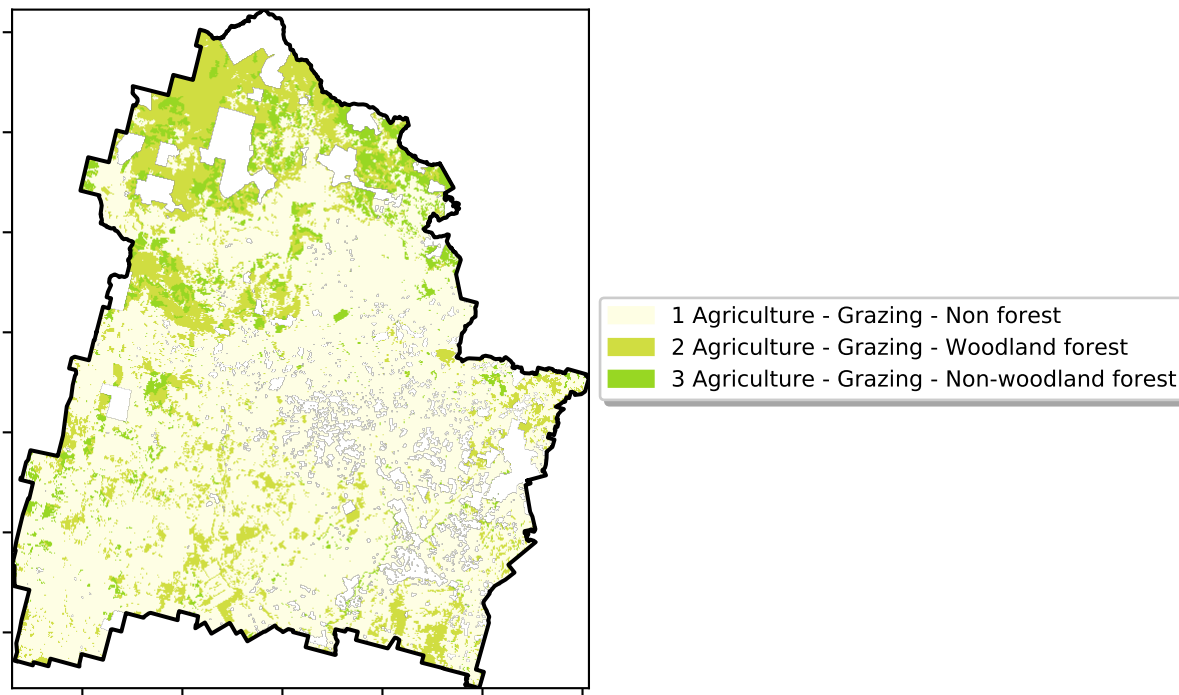 1 Agriculture - Grazing - Non forest
2 Agriculture - Grazing - Woodland forest
3 Agriculture - Grazing - Non-woodland forest